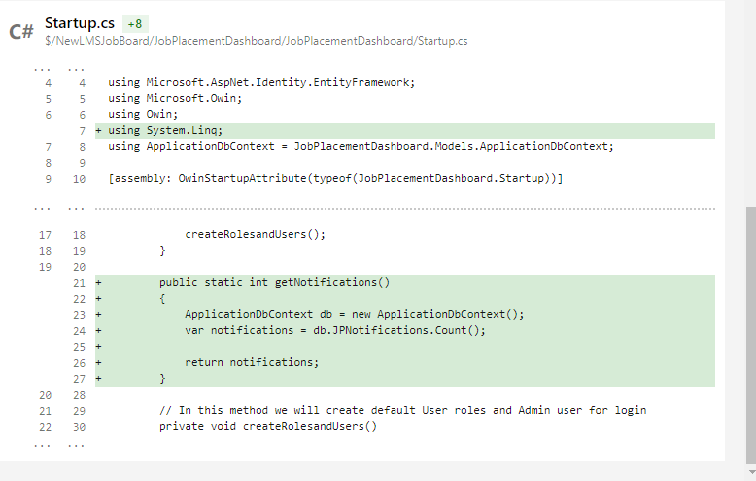 C# Startup.cs +8
$/NewLMSJobBoard/JobPlacementDashboard/JobPlacementDashboard/Startup.cs
... ...
4 4 using Microsoft.AspNet.Identity.EntityFramework;
5 5 using Microsoft.Owin;
6 6 using Owin;
7 + using System.Linq;
7 8 using ApplicationDbContext = JobPlacementDashboard.Models.ApplicationDbContext;
8 9
9 10 [assembly: OwinStartupAttribute(typeof(JobPlacementDashboard.Startup))]
... ...
17 18 createRolesandUsers();
18 19 }
19 20
21 + public static int getNotifications()
22 + {
23 + ApplicationDbContext db = new ApplicationDbContext();
24 + var notifications = db.JPNotifications.Count();
25 +
26 + return notifications;
27 + }
20 28
21 29 // In this method we will create default User roles and Admin user for login
22 30 private void createRolesandUsers()
... ...